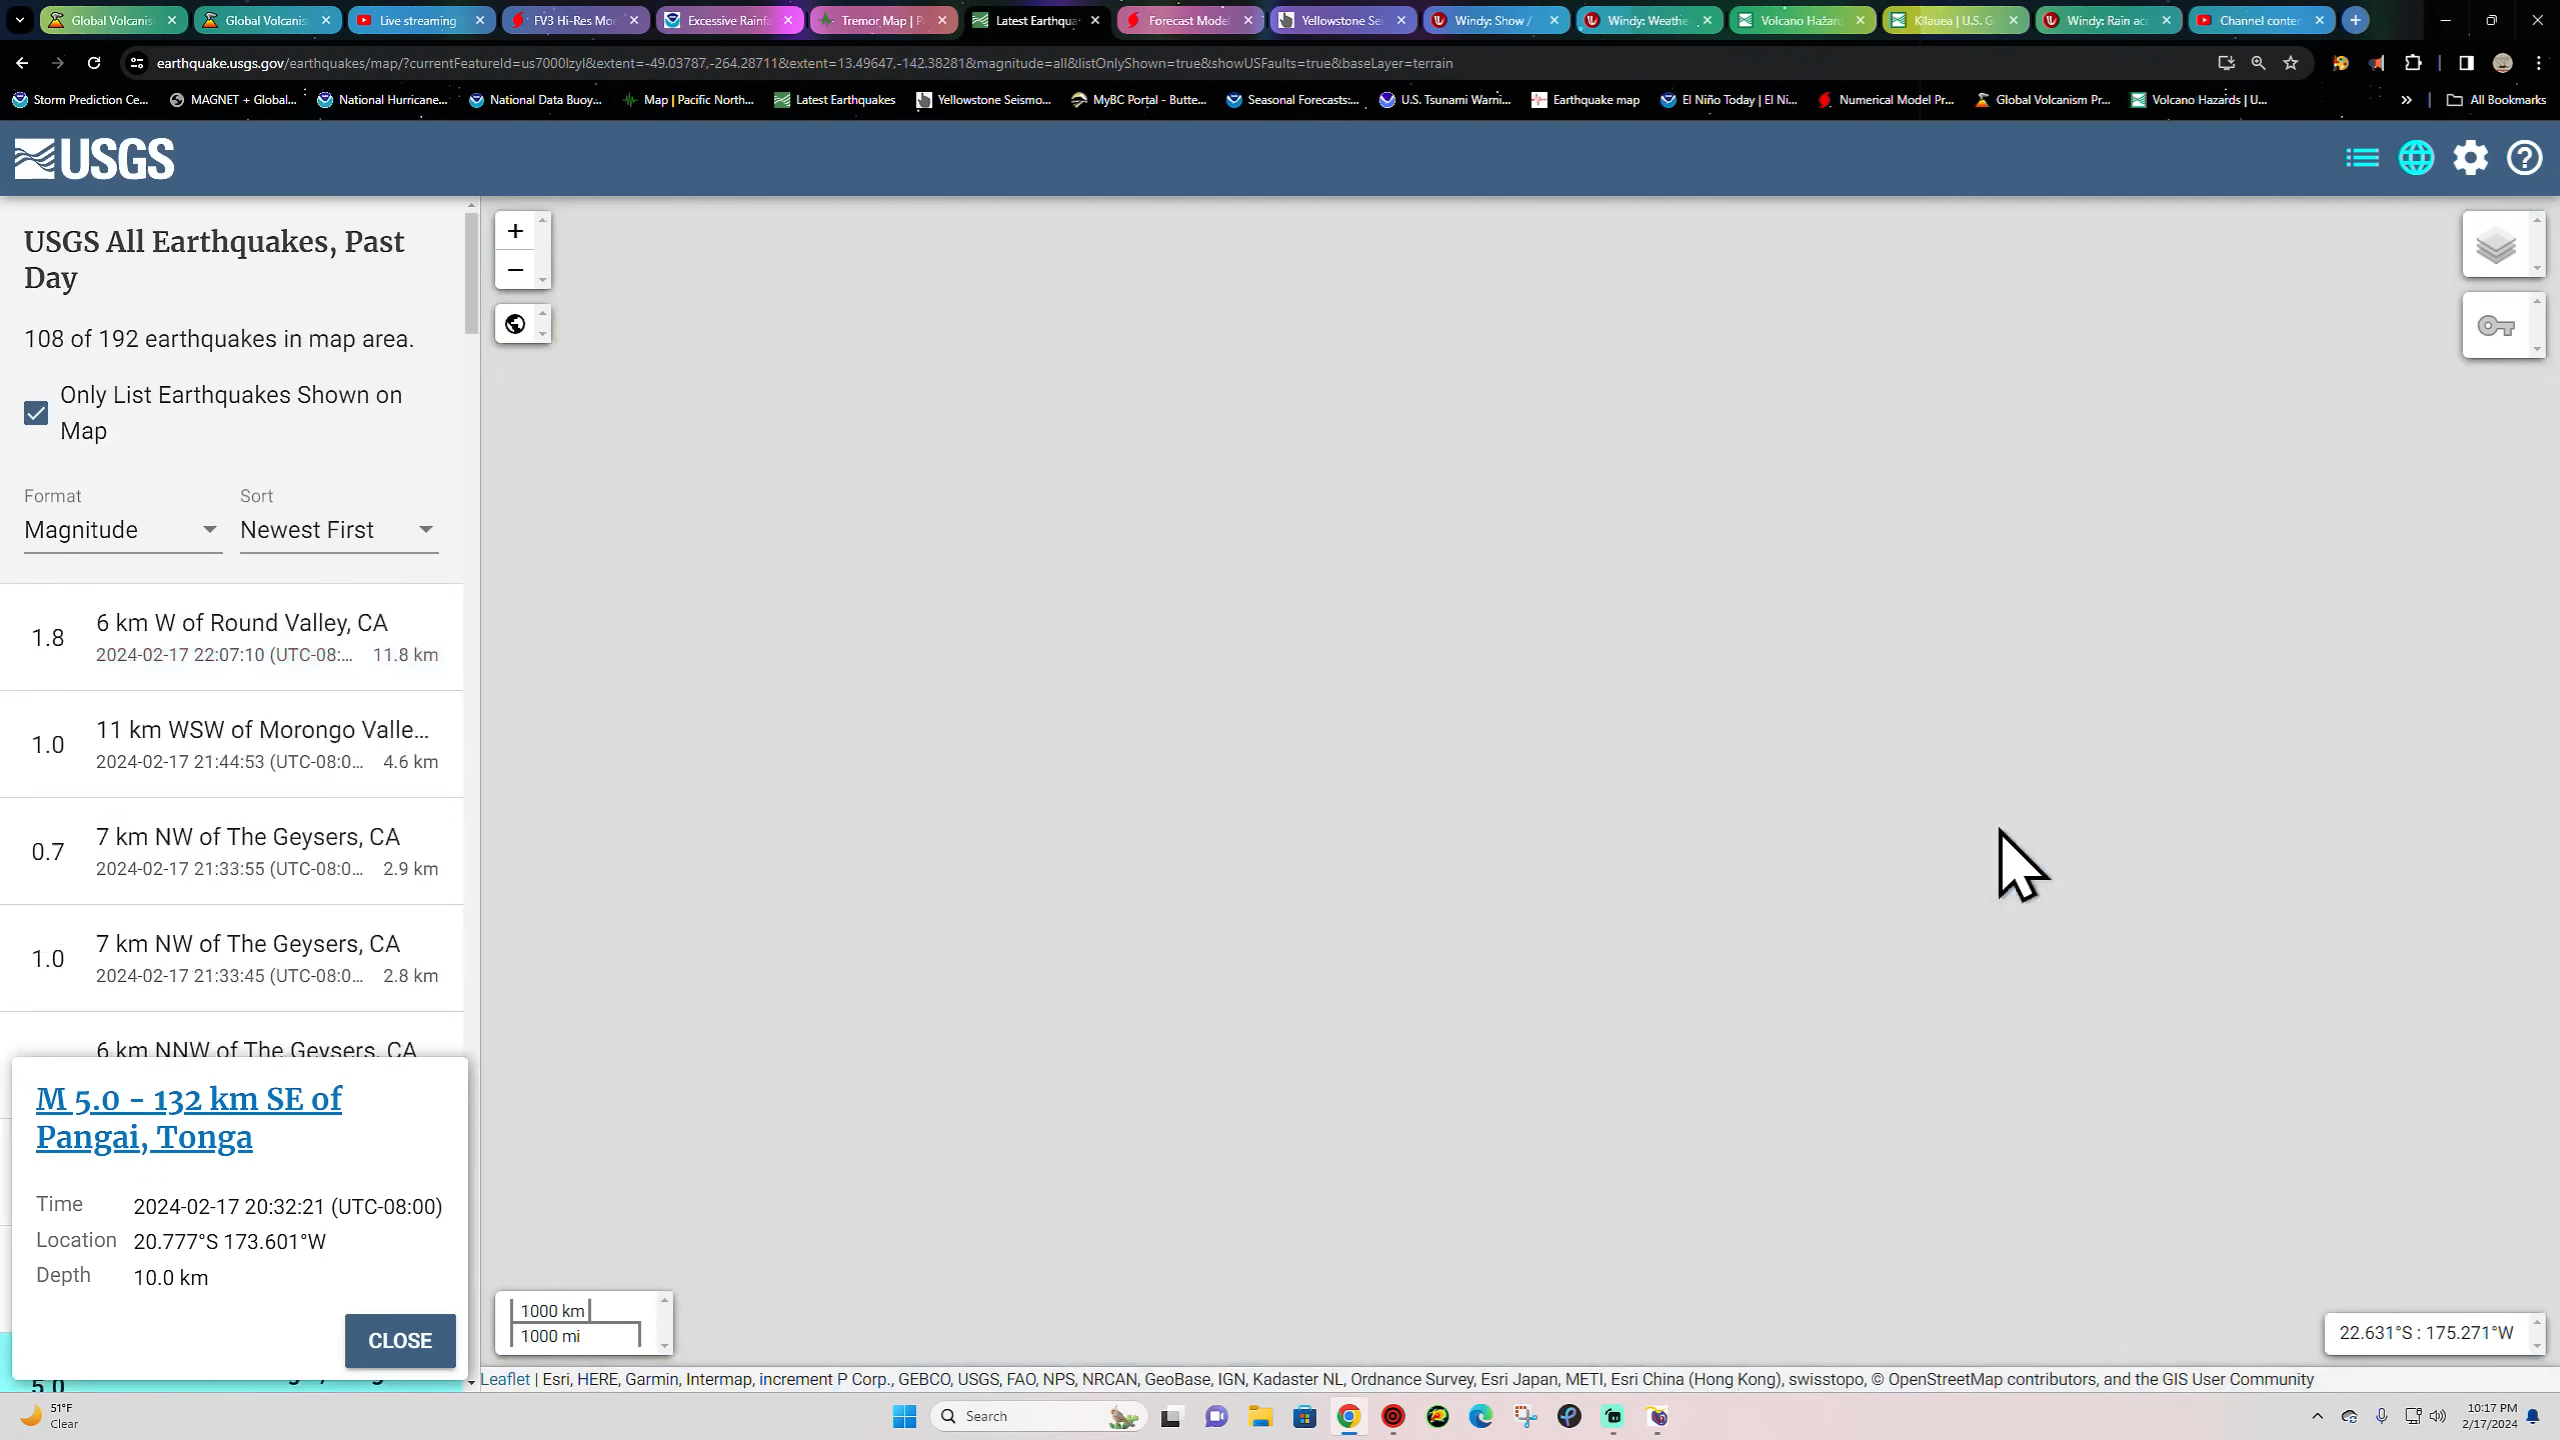 Global Volcanis
Global Volcanis
Live streaming
FV3 Hi-Res Mo
Excessive Rainfa
Tremor Map | P
Latest Earthqua
Forecast Model
Yellowstone Sei
Windy: Show /
Windy: Weathe
Volcano Hazard
Kilauea | U.S. G
Windy: Rain acc
Channel conten
earthquake.usgs.gov/earthquakes/map/?currentFeatureId=us7000lzyl&extent=-49.03787,-264.28711&extent=13.49647,-142.38281&magnitude=all&listOnlyShown=true&showUSFaults=true&baseLayer=terrain
Storm Prediction Ce...
MAGNET + Global...
National Hurricane...
National Data Buoy...
Map | Pacific North...
Latest Earthquakes
Yellowstone Seismo...
MyBC Portal - Butte...
Seasonal Forecasts:...
U.S. Tsunami Warni...
Earthquake map
El Niño Today | El Ni...
Numerical Model Pr...
Global Volcanism Pr...
Volcano Hazards | U...
All Bookmarks
USGS
USGS All Earthquakes, Past
Day
108 of 192 earthquakes in map area.
Only List Earthquakes Shown on
Map
Format
Sort
Magnitude
Newest First
1.8
6 km W of Round Valley, CA
2024-02-17 22:07:10 (UTC-08:... 11.8 km
1.0
11 km WSW of Morongo Valle...
2024-02-17 21:44:53 (UTC-08:0... 4.6 km
0.7
7 km NW of The Geysers, CA
2024-02-17 21:33:55 (UTC-08:0... 2.9 km
1.0
7 km NW of The Geysers, CA
2024-02-17 21:33:45 (UTC-08:0... 2.8 km
6 km NNW of The Geysers, CA
M 5.0 - 132 km SE of
Pangai, Tonga
Time 2024-02-17 20:32:21 (UTC-08:00)
Location 20.777°S 173.601°W
Depth 10.0 km
CLOSE
5.0
1000 km
1000 mi
22.631°S : 175.271°W
Leaflet | Esri, HERE, Garmin, Intermap, increment P Corp., GEBCO, USGS, FAO, NPS, NRCAN, GeoBase, IGN, Kadaster NL, Ordnance Survey, Esri Japan, METI, Esri China (Hong Kong), swisstopo, © OpenStreetMap contributors, and the GIS User Community
51°F
Clear
Search
10:17 PM
2/17/2024